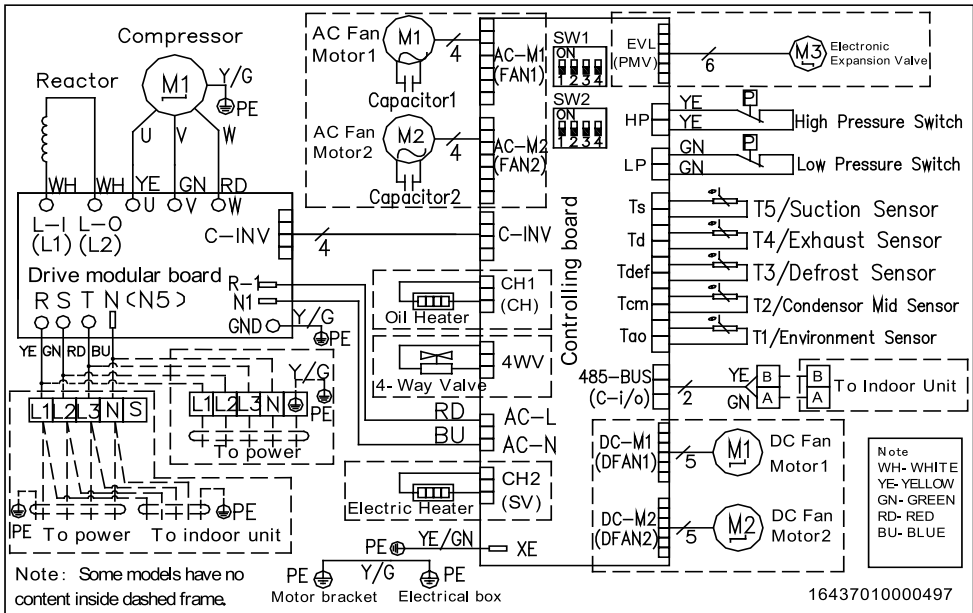 Compressor
Reactor
M1
Y/G
PE
U
V
W
WH
WH
YE
GN
RD
L-I
(L1)
L-O
(L2)
U
V
W
C-INV
4
Drive modular board
R S T N (N5)
R-1
N1
GND
Y/G
PE
YE
GN
RD
BU
L1 L2 L3 N S
L1 L2 L3 N
Y/G
PE
To power
PE
To power
To indoor unit
PE
Note: Some models have no
content inside dashed frame.
AC Fan
Motor1
M1
Capacitor1
4
AC-M1
(FAN1)
AC Fan
Motor2
M2
Capacitor2
4
AC-M2
(FAN2)
C-INV
Oil Heater
CH1
(CH)
4-Way Valve
4WV
RD
AC-L
BU
AC-N
Electric Heater
CH2
(SV)
PE
YE/GN
XE
PE
Y/G
PE
Motor bracket
Electrical box
Controlling board
SW1
ON
1 2 3 4
SW2
ON
1 2 3 4
EVL
(PMV)
6
M3
Electronic
Expansion Valve
HP
YE
YE
P
High Pressure Switch
LP
GN
GN
P
Low Pressure Switch
Ts
T5/Suction Sensor
Td
T4/Exhaust Sensor
Tdef
T3/Defrost Sensor
Tcm
T2/Condensor Mid Sensor
Tao
T1/Environment Sensor
485-BUS
(C-i/o)
2
YE
GN
B
A
B
A
To Indoor Unit
DC-M1
(DFAN1)
5
M1
DC Fan
Motor1
DC-M2
(DFAN2)
5
M2
DC Fan
Motor2
Note
WH- WHITE
YE- YELLOW
GN- GREEN
RD- RED
BU- BLUE
16437010000497